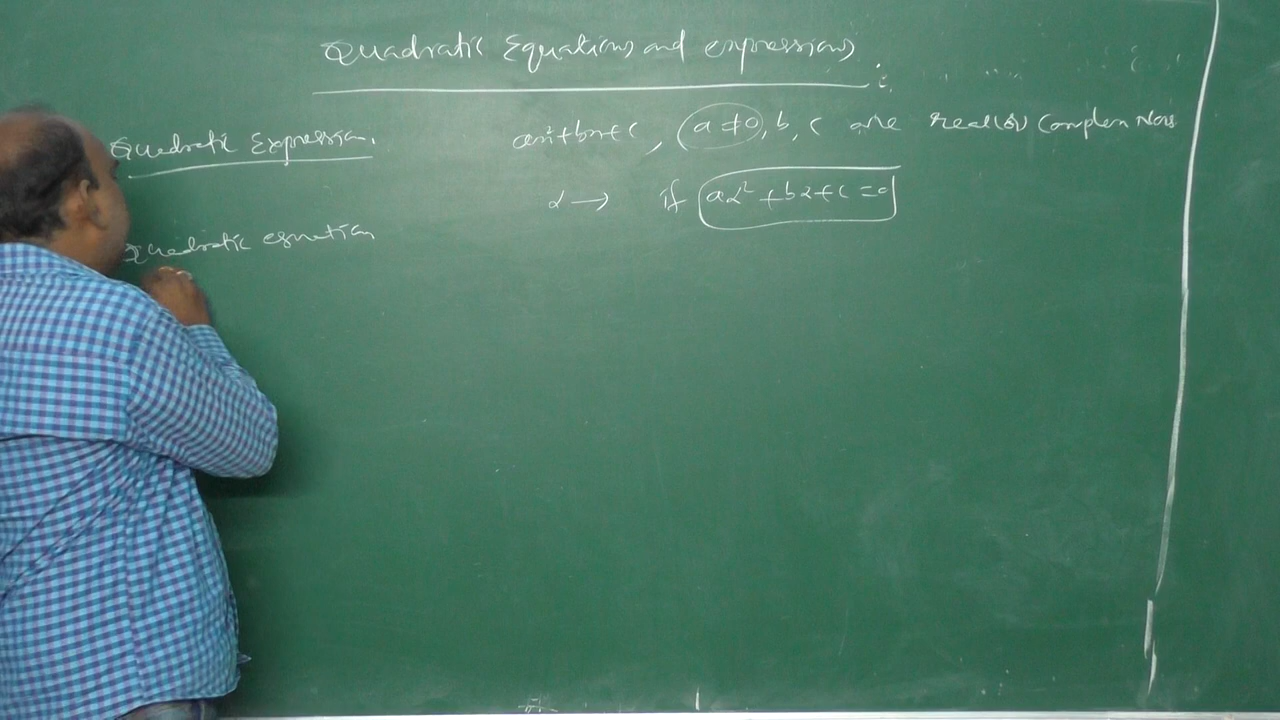 Quadratic Equations and expressions :
Quadratic Expression. ax²+bx+c, a≠0, b, c are real (or) complex Nos
α → if aα²+bα+c=0
Quadratic equation